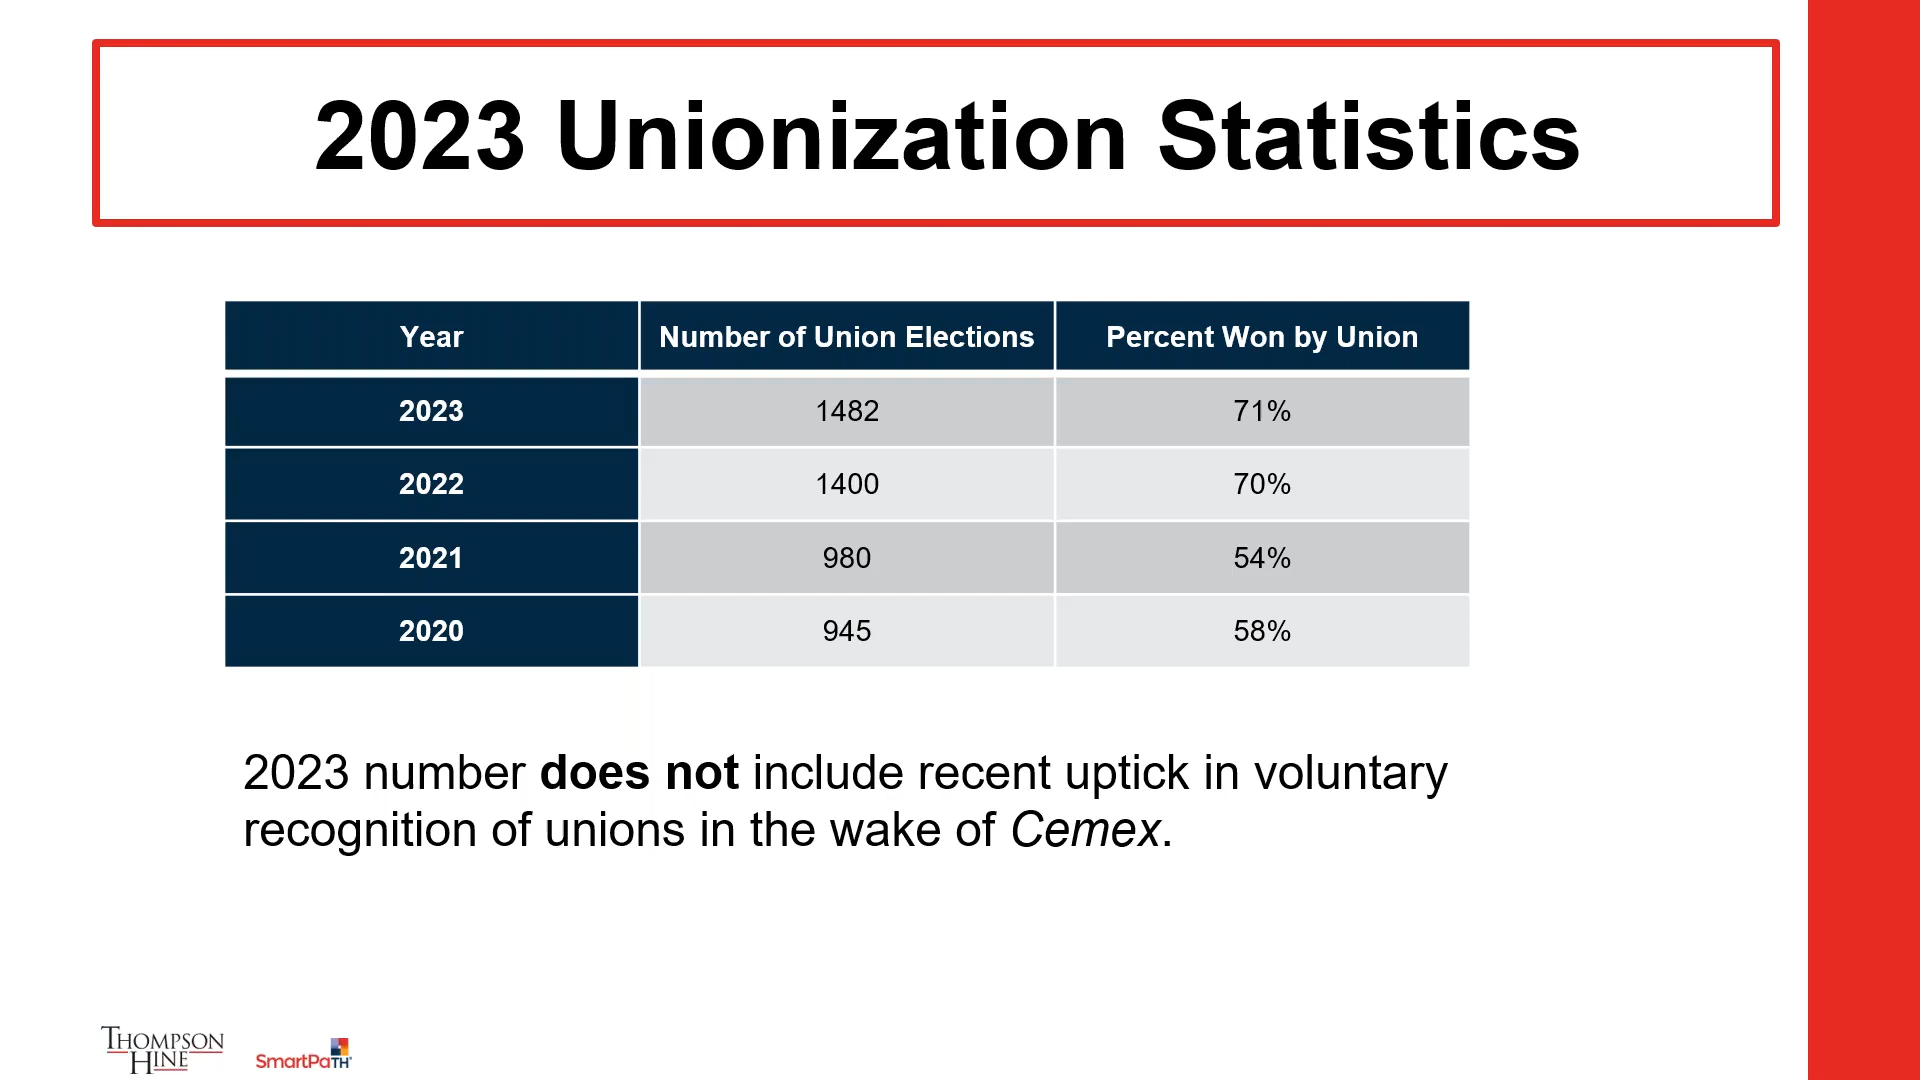 2023 Unionization Statistics
Year Number of Union Elections Percent Won by Union
2023 1482 71%
2022 1400 70%
2021 980 54%
2020 945 58%
2023 number does not include recent uptick in voluntary
recognition of unions in the wake of Cemex.
THOMPSON
HINE
SmartPaTH